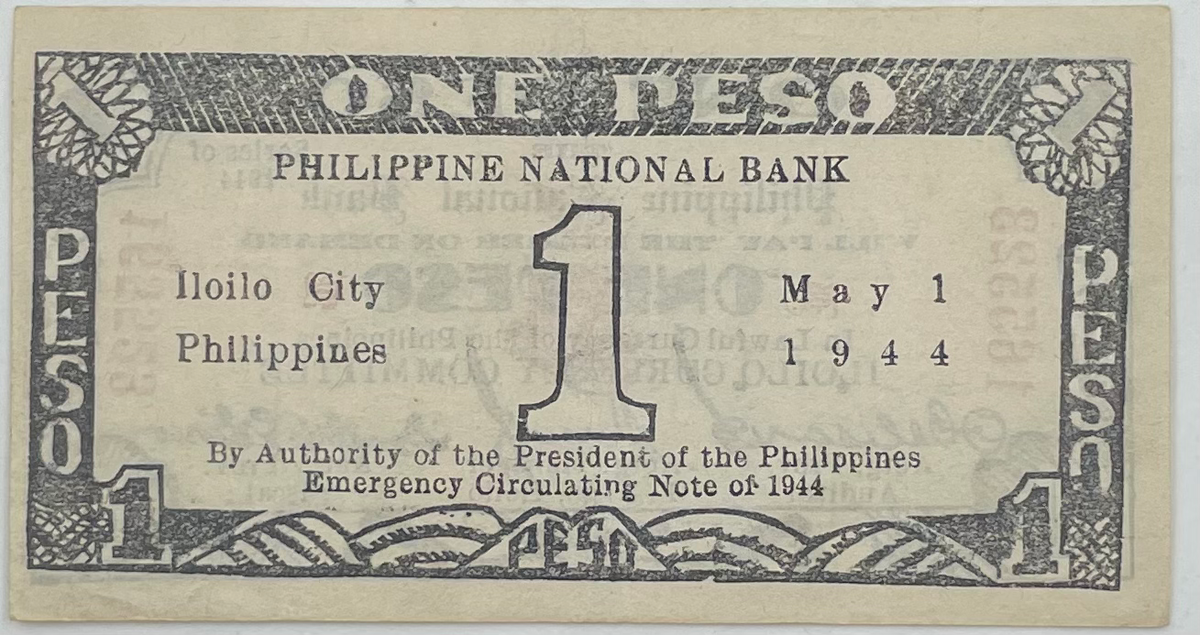 1 ONE PESO 1
PHILIPPINE NATIONAL BANK
1
Iloilo City May 1
Philippines 1944
By Authority of the President of the Philippines
Emergency Circulating Note of 1944
PESO
PESO
1 PESO 1